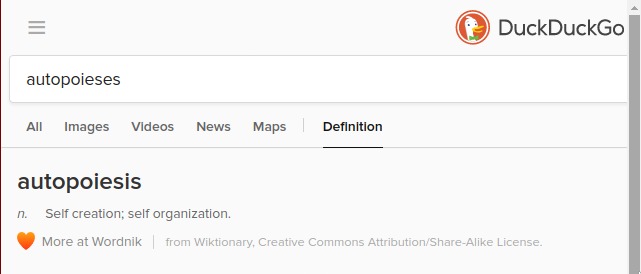 DuckDuckGo
autopoieses
All Images Videos News Maps Definition
autopoiesis
n. Self creation; self organization.
More at Wordnik from Wiktionary, Creative Commons Attribution/Share-Alike License.